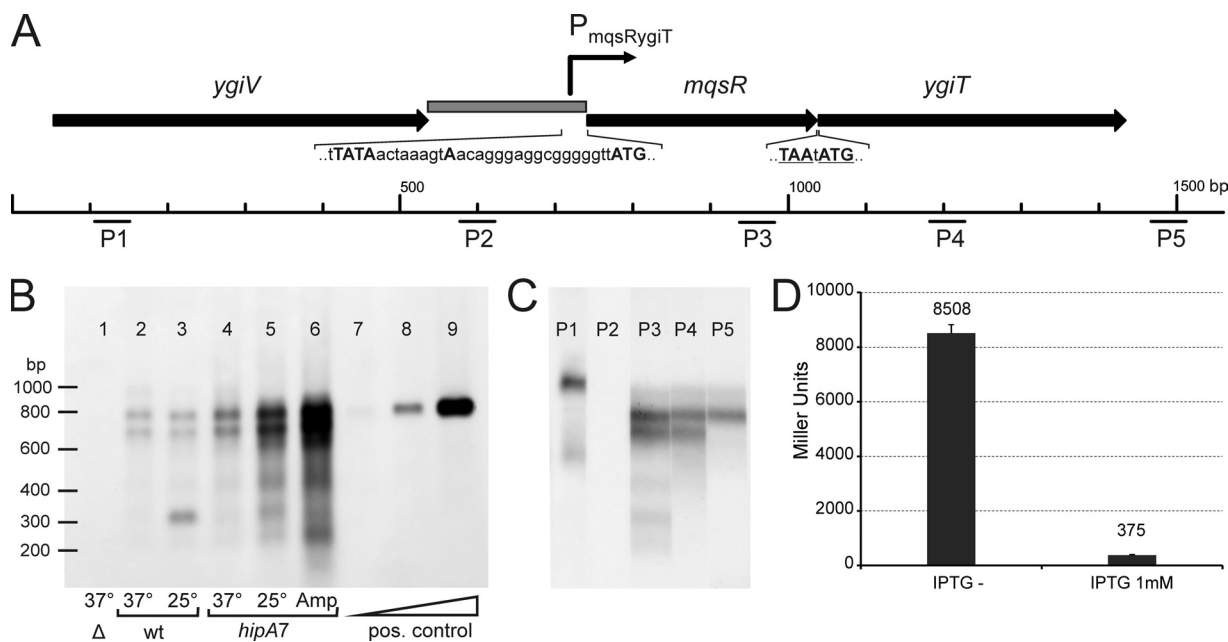 A
P mqsRygiT
ygiV mqsR ygiT
..tTATAactaaagtAacagggaggcgggggttATG.. ..TAAtATG..
500 1000 1500 bp
P1 P2 P3 P4 P5
B
1 2 3 4 5 6 7 8 9
bp
1000
800
600
400
300
200
37° 37° 25° 37° 25° Amp
Δ wt hipA7 pos. control
C
P1 P2 P3 P4 P5
D
Miller Units
10000
8000
6000
4000
2000
0
8508
375
IPTG - IPTG 1mM